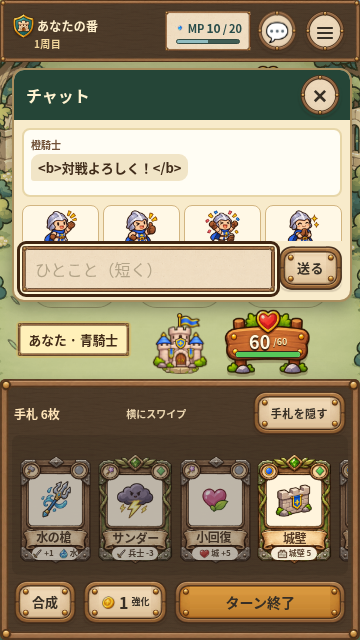 あなたの番
1周目
MP 10 / 20
チャット
橙騎士
<b>対戦よろしく！</b>
ひとこと（短く）
送る
あなた・青騎士
60 /60
手札 6枚
横にスワイプ
手札を隠す
水の槍
サンダー
小回復
城壁
+1 水
兵士 -3
城 +5
城壁 5
合成
1 強化
ターン終了